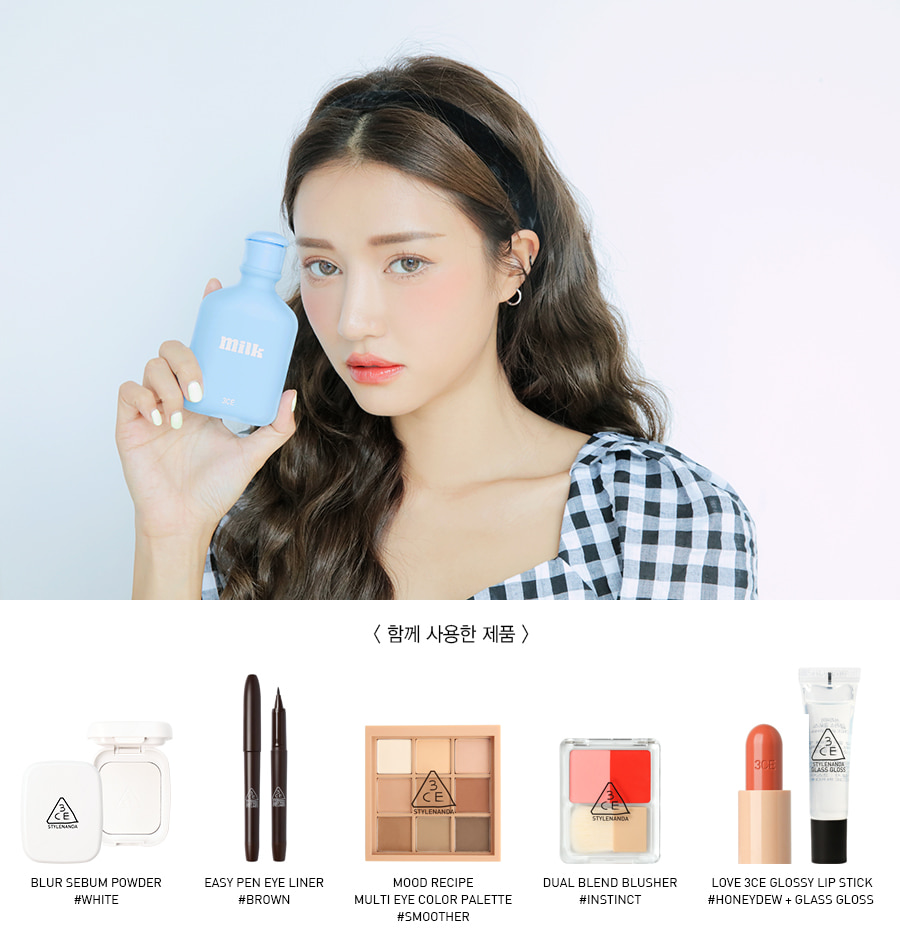 milk
3CE
〈 함께 사용한 제품 〉
3CE
STYLENANDA
3CE
STYLENANDA
3CE
STYLENANDA
3CE
3CE
STYLENANDA
GLASS GLOSS
BLUR SEBUM POWDER
#WHITE
EASY PEN EYE LINER
#BROWN
MOOD RECIPE
MULTI EYE COLOR PALETTE
#SMOOTHER
DUAL BLEND BLUSHER
#INSTINCT
LOVE 3CE GLOSSY LIP STICK
#HONEYDEW + GLASS GLOSS